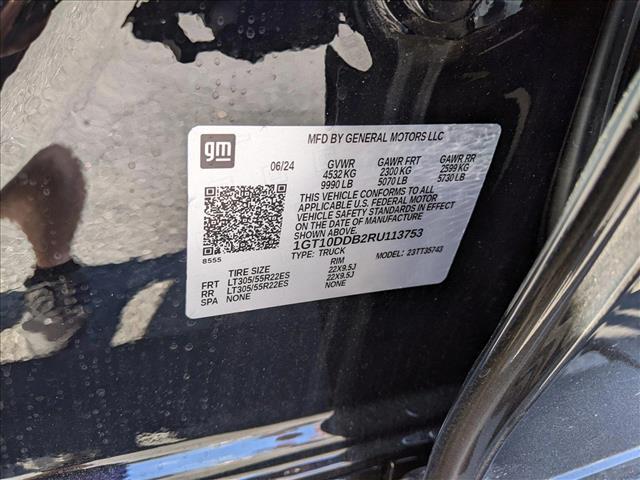 gm
MFD BY GENERAL MOTORS LLC
06/24 GVWR GAWR FRT GAWR RR
4532 KG 2300 KG 2599 KG
9990 LB 5070 LB 5730 LB
THIS VEHICLE CONFORMS TO ALL
APPLICABLE U.S. FEDERAL MOTOR
VEHICLE SAFETY STANDARDS IN EFFECT
ON THE DATE OF MANUFACTURE
1GT10DDB2RU113753
8555 TYPE: TRUCK MODEL: 23TT35743
TIRE SIZE RIM
FRT LT305/55R22ES 22X9.5J
RR LT305/55R22ES 22X9.5J
SPA NONE NONE